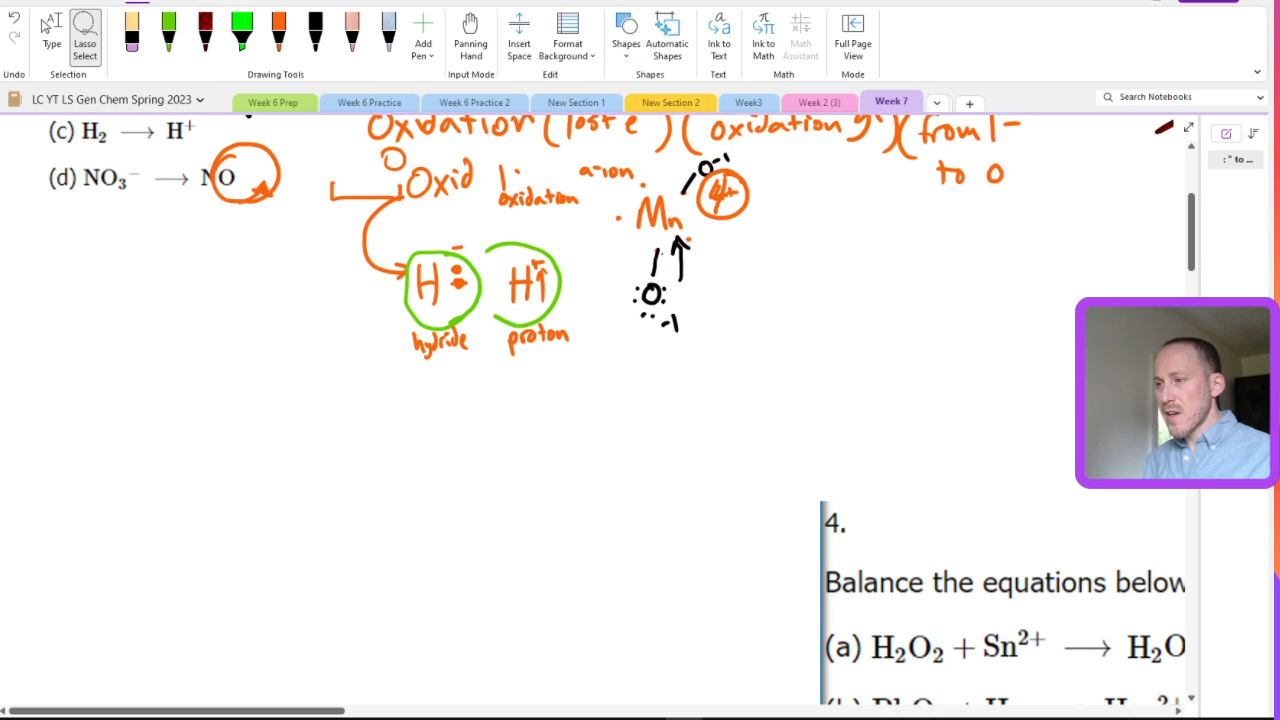 Undo
Type
Lasso
Select
Selection
Drawing Tools
Add
Pen
Panning
Hand
Input Mode
Insert
Space
Format
Background
Edit
Shapes
Automatic
Shapes
Shapes
Ink to
Text
Text
Ink to
Math
Math
Assistant
Math
Full Page
View
Mode
LC YT LS Gen Chem Spring 2023
Week 6 Prep
Week 6 Practice
Week 6 Practice 2
New Section 1
New Section 2
Week3
Week 2 (3)
Week 7
Search Notebooks
: " to ...
(c) H₂ ⟶ H⁺
(d) NO₃⁻ ⟶ NO
Oxidation (lost e ) ( oxidation ) (from 1-
to 0
Oxid
oxidation
a-ion
O-1
Mn
4+
O
-1
H
-
H
+
hydride
proton
4.
Balance the equations below
(a) H₂O₂ + Sn²⁺ ⟶ H₂O